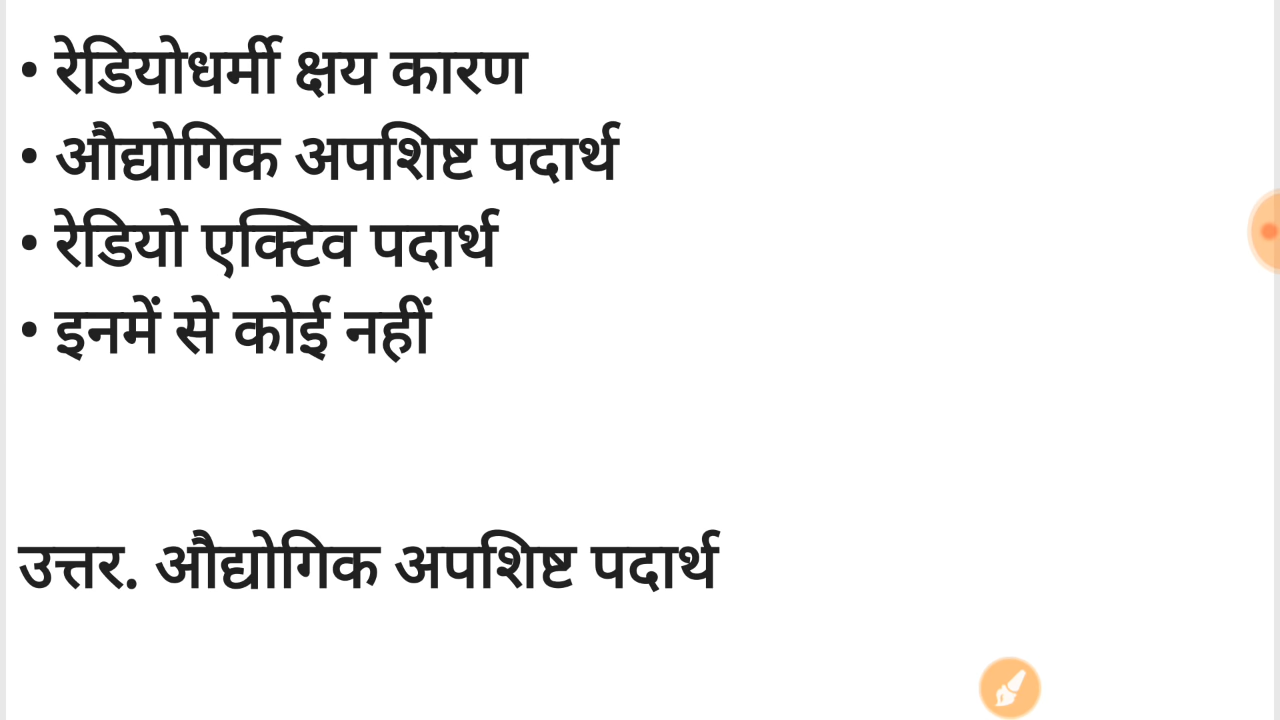 • रेडियोधर्मी क्षय कारण
• औद्योगिक अपशिष्ट पदार्थ
• रेडियो एक्टिव पदार्थ
• इनमें से कोई नहीं
उत्तर. औद्योगिक अपशिष्ट पदार्थ